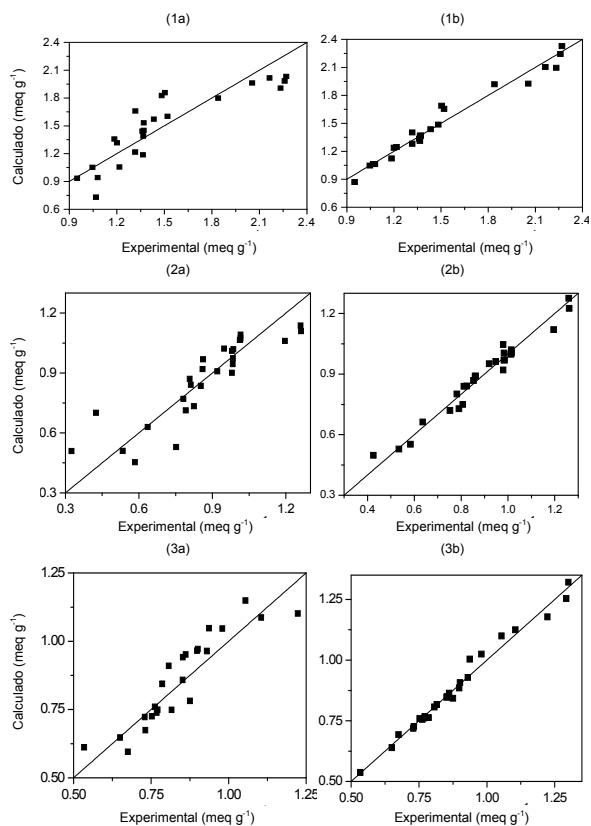 (1a) (1b)
2.4 2.4
2.1 2.1
1.8 1.8
1.5 1.5
1.2 1.2
0.9 0.9
0.6 0.6
0.9 1.2 1.5 1.8 2.1 2.4 0.9 1.2 1.5 1.8 2.1 2.4
Calculado (meq g-1)
Experimental (meq g-1) Experimental (meq g-1)
(2a) (2b)
1.2 1.2
0.9 0.9
0.6 0.6
0.3 0.3
0.3 0.6 0.9 1.2 0.4 0.6 0.8 1.0 1.2
Calculado (meq g-1)
Experimental (meq g-1) Experimental (meq g-1)
(3a) (3b)
1.25 1.25
1.00 1.00
0.75 0.75
0.50 0.50
0.50 0.75 1.00 1.25 0.50 0.75 1.00 1.25
Calculado (meq g-1)
Experimental (meq g-1) Experimental (meq g-1)